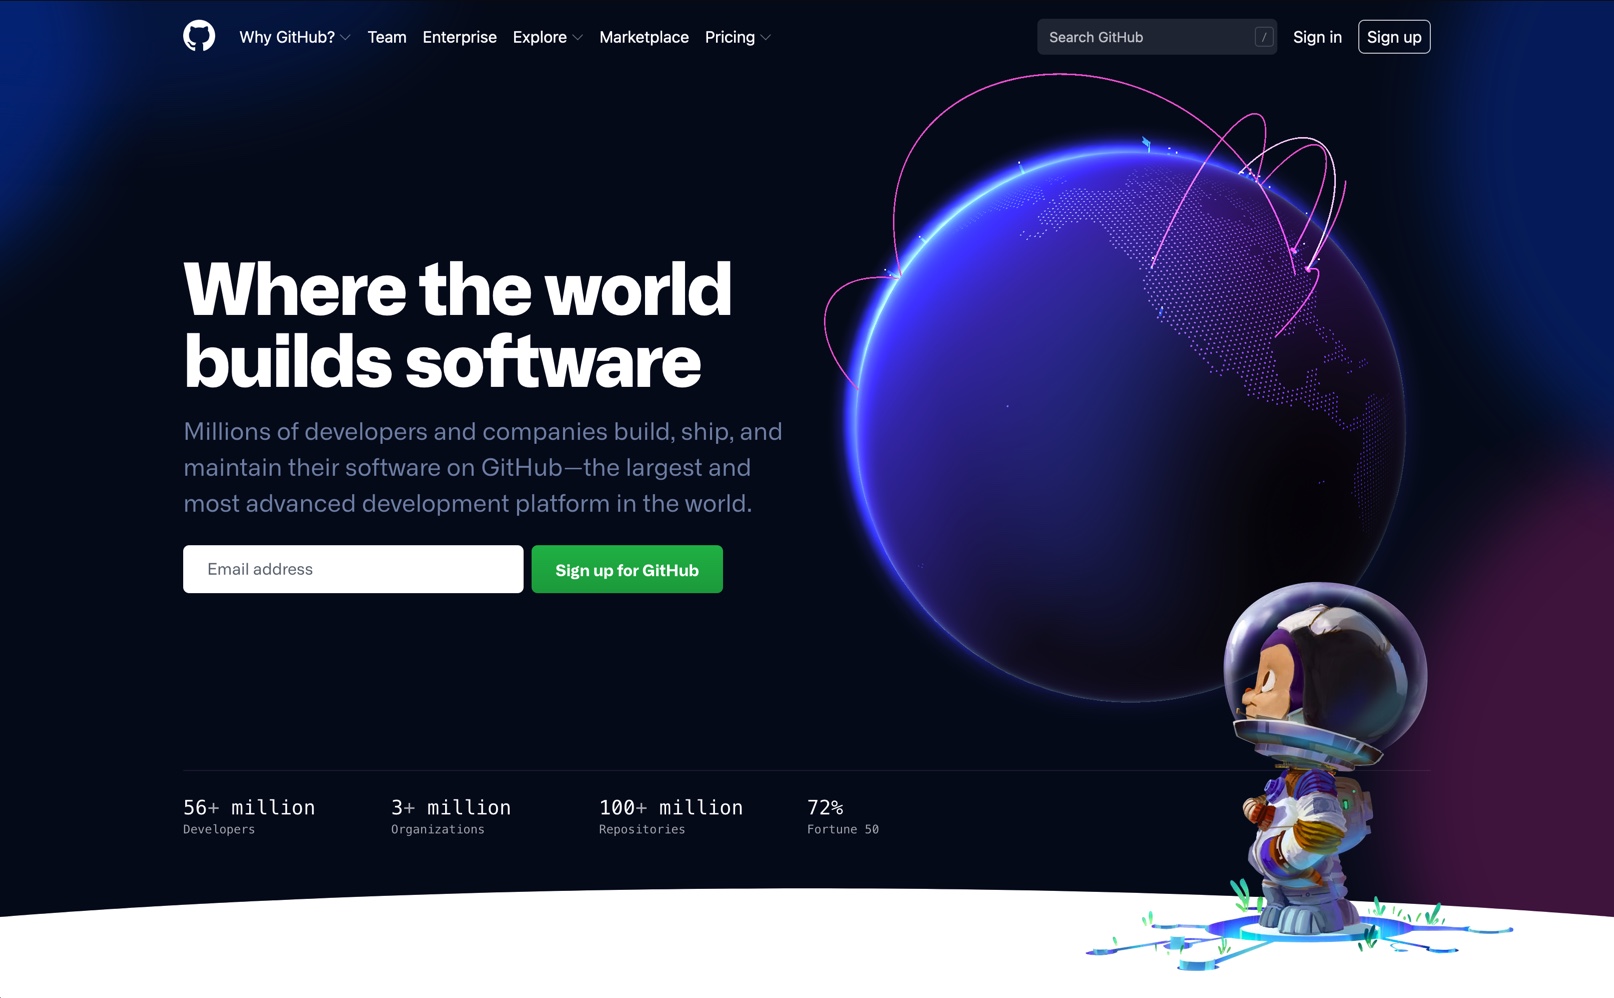 Why GitHub? Team Enterprise Explore Marketplace Pricing Search GitHub / Sign in Sign up
Where the world
builds software
Millions of developers and companies build, ship, and
maintain their software on GitHub—the largest and
most advanced development platform in the world.
Email address Sign up for GitHub
56+ million 3+ million 100+ million 72%
Developers Organizations Repositories Fortune 50